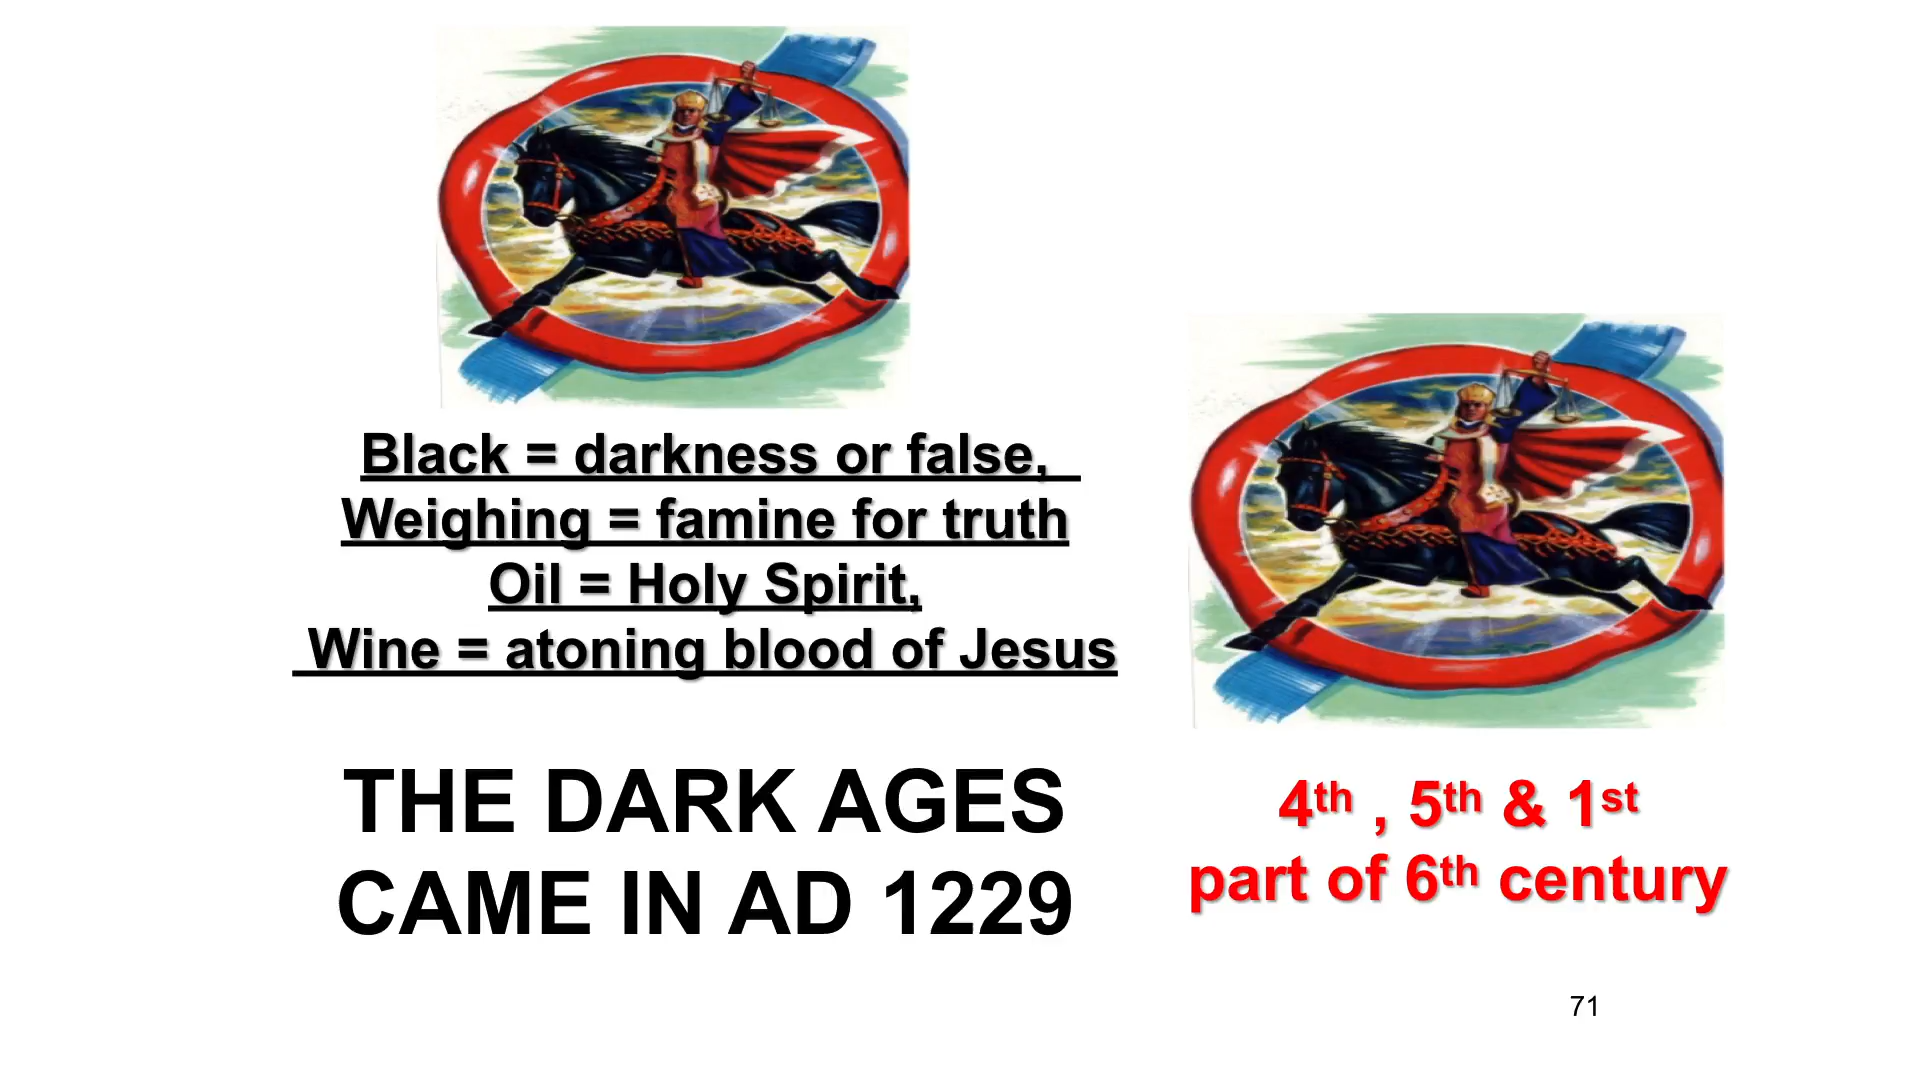 Black = darkness or false,
Weighing = famine for truth
Oil = Holy Spirit,
Wine = atoning blood of Jesus
THE DARK AGES
CAME IN AD 1229
4th , 5th & 1st
part of 6th century
71